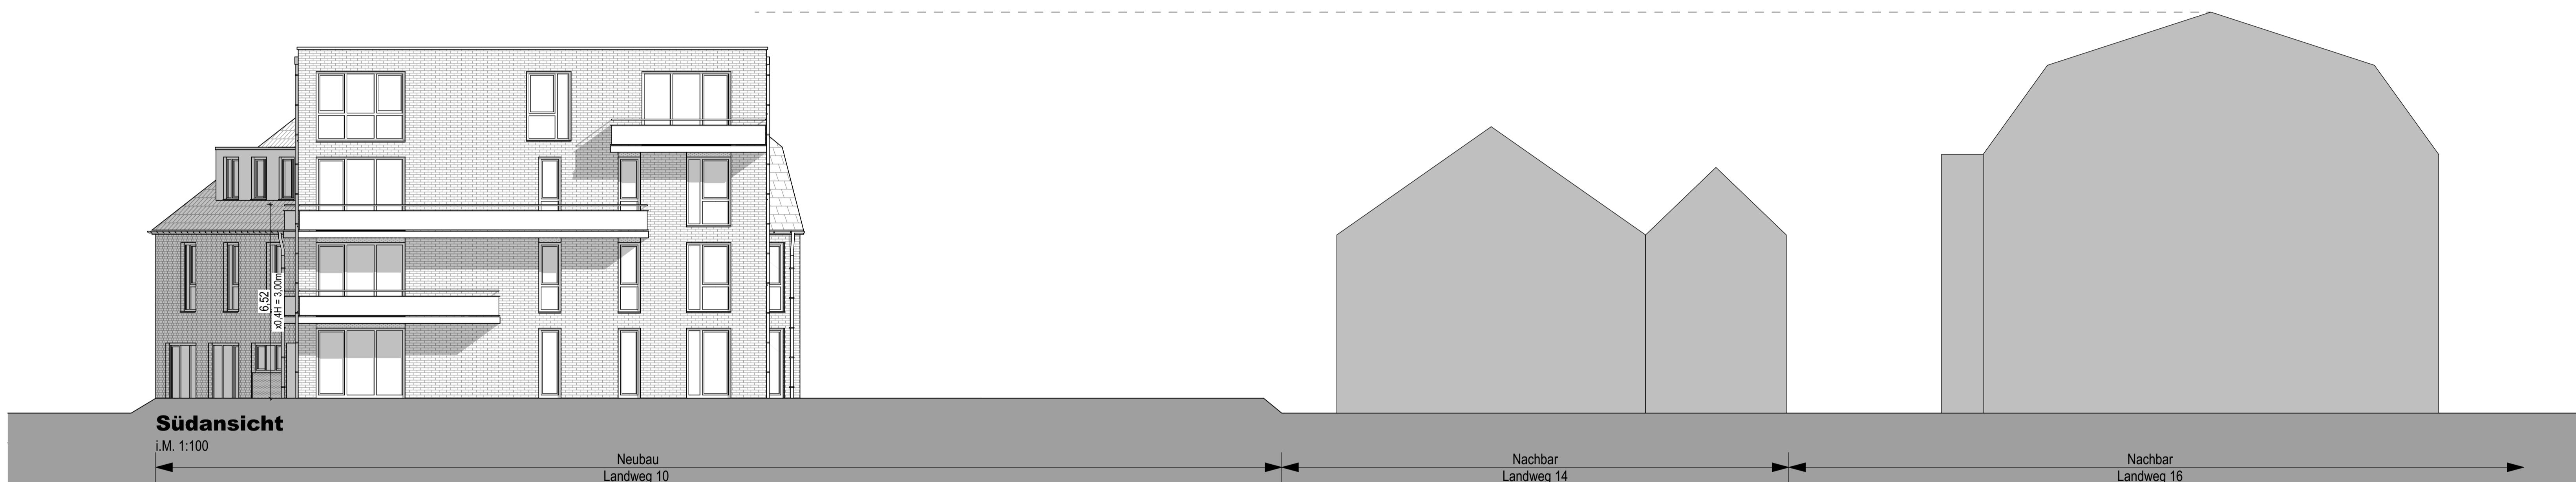 6,52
x0,4H = 3,00m
Südansicht
i.M. 1:100
Neubau
Landweg 10
Nachbar
Landweg 14
Nachbar
Landweg 16